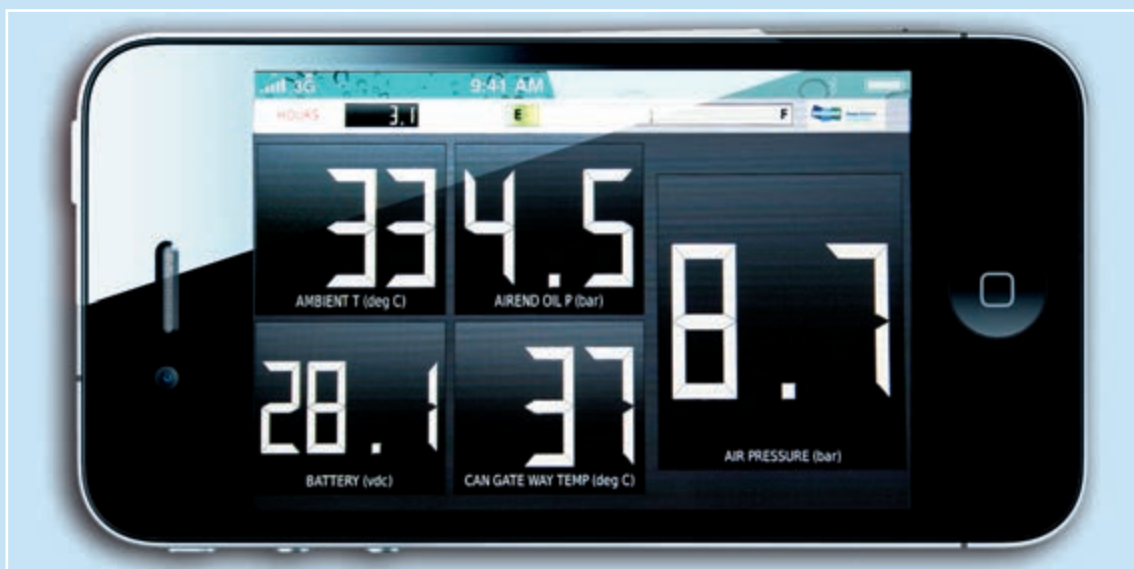 3G 9:41 AM
HOURS 3.1 E F
33
AMBIENT T (deg C)
4.5
AIREND OIL P (bar)
8.7
AIR PRESSURE (bar)
28.1
BATTERY (vdc)
37
CAN GATE WAY TEMP (deg C)